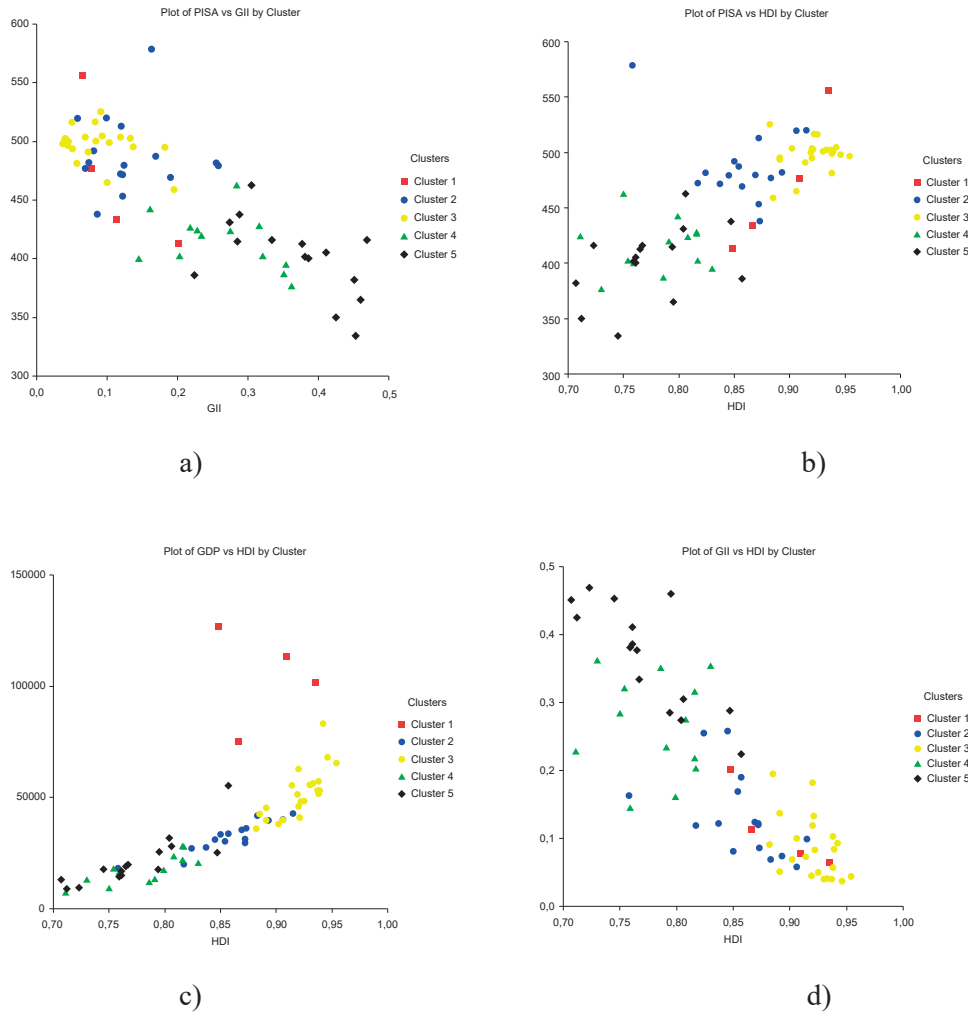 Plot of PISA vs GII by Cluster
600
550
500
450
400
350
300
0,0 0,1 0,2 0,3 0,4 0,5
GII
Clusters
Cluster 1
Cluster 2
Cluster 3
Cluster 4
Cluster 5
a)
Plot of PISA vs HDI by Cluster
600
550
500
450
400
350
300
0,70 0,75 0,80 0,85 0,90 0,95 1,00
HDI
Clusters
Cluster 1
Cluster 2
Cluster 3
Cluster 4
Cluster 5
b)
Plot of GDP vs HDI by Cluster
150000
100000
50000
0
0,70 0,75 0,80 0,85 0,90 0,95 1,00
HDI
Clusters
Cluster 1
Cluster 2
Cluster 3
Cluster 4
Cluster 5
c)
Plot of GII vs HDI by Cluster
0,5
0,4
0,3
0,2
0,1
0,0
0,70 0,75 0,80 0,85 0,90 0,95 1,00
HDI
Clusters
Cluster 1
Cluster 2
Cluster 3
Cluster 4
Cluster 5
d)